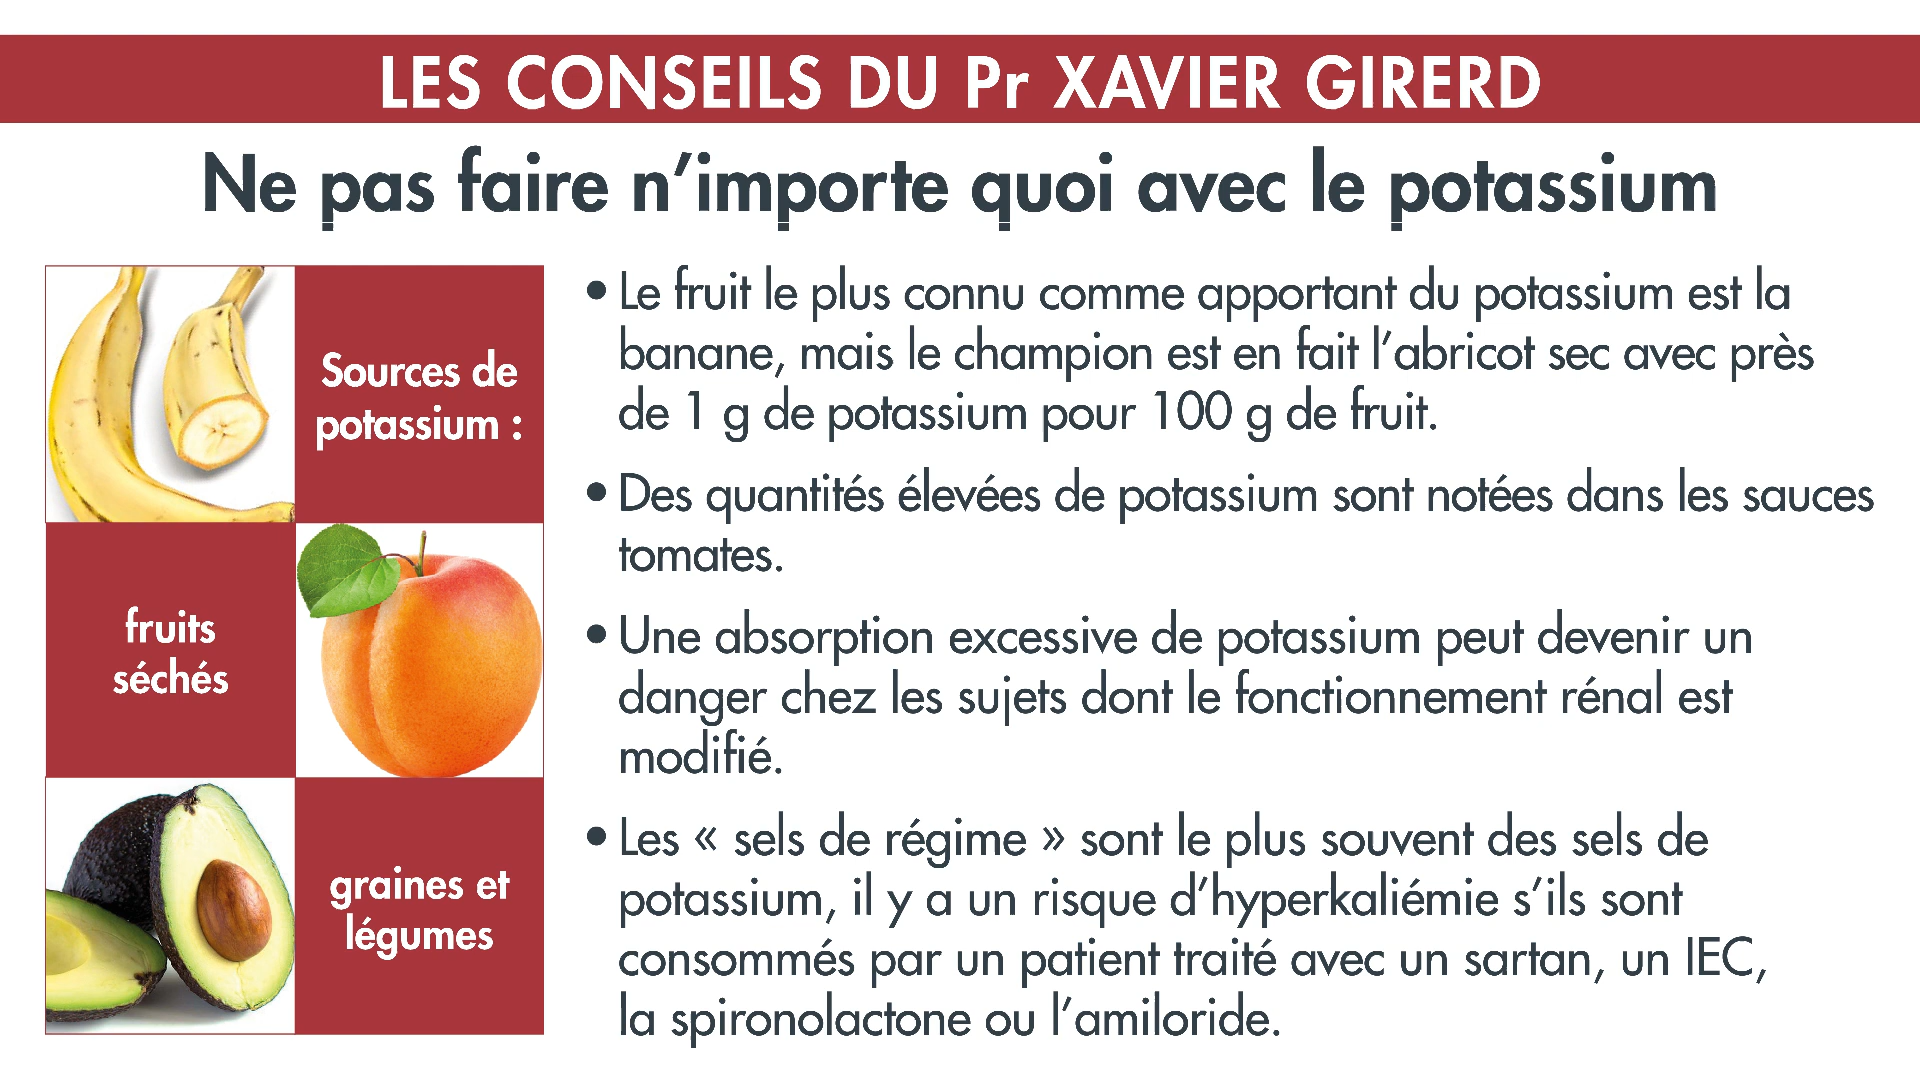 LES CONSEILS DU Pr XAVIER GIRERD
Ne pas faire n’importe quoi avec le potassium
Sources de
potassium :
fruits
séchés
graines et
légumes
• Le fruit le plus connu comme apportant du potassium est la
banane, mais le champion est en fait l’abricot sec avec près
de 1 g de potassium pour 100 g de fruit.
• Des quantités élevées de potassium sont notées dans les sauces
tomates.
• Une absorption excessive de potassium peut devenir un
danger chez les sujets dont le fonctionnement rénal est
modifié.
• Les « sels de régime » sont le plus souvent des sels de
potassium, il y a un risque d’hyperkaliémie s’ils sont
consommés par un patient traité avec un sartan, un IEC,
la spironolactone ou l’amiloride.